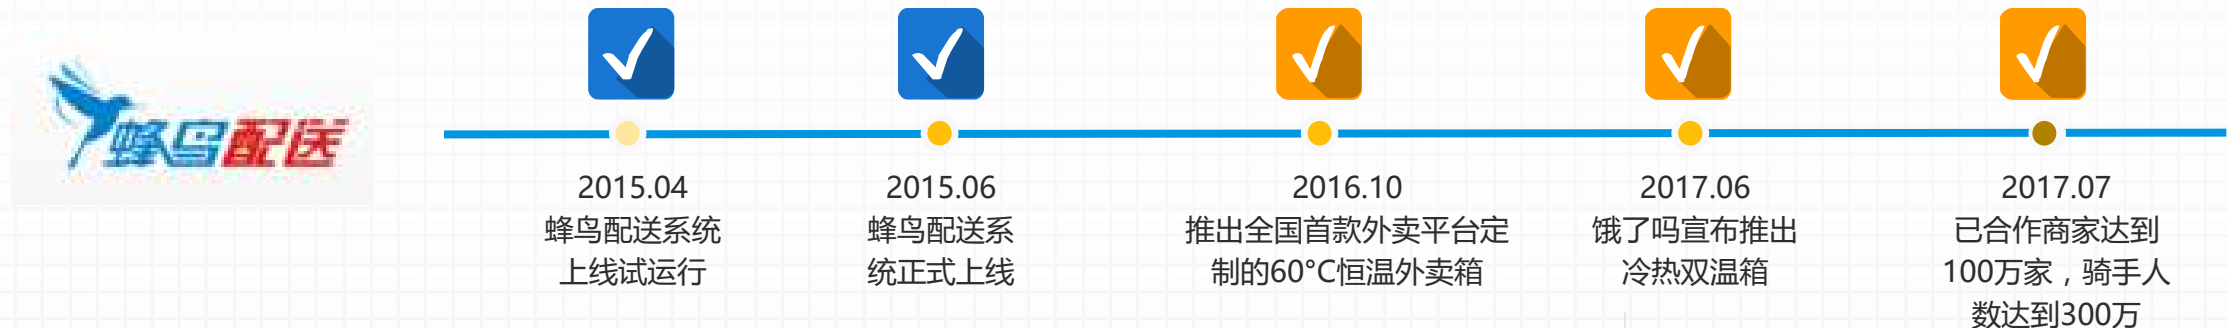 蜂鸟配送
2015.04
蜂鸟配送系统
上线试运行
2015.06
蜂鸟配送系
统正式上线
2016.10
推出全国首款外卖平台定
制的60°C恒温外卖箱
2017.06
饿了吗宣布推出
冷热双温箱
2017.07
已合作商家达到
100万家，骑手人
数达到300万